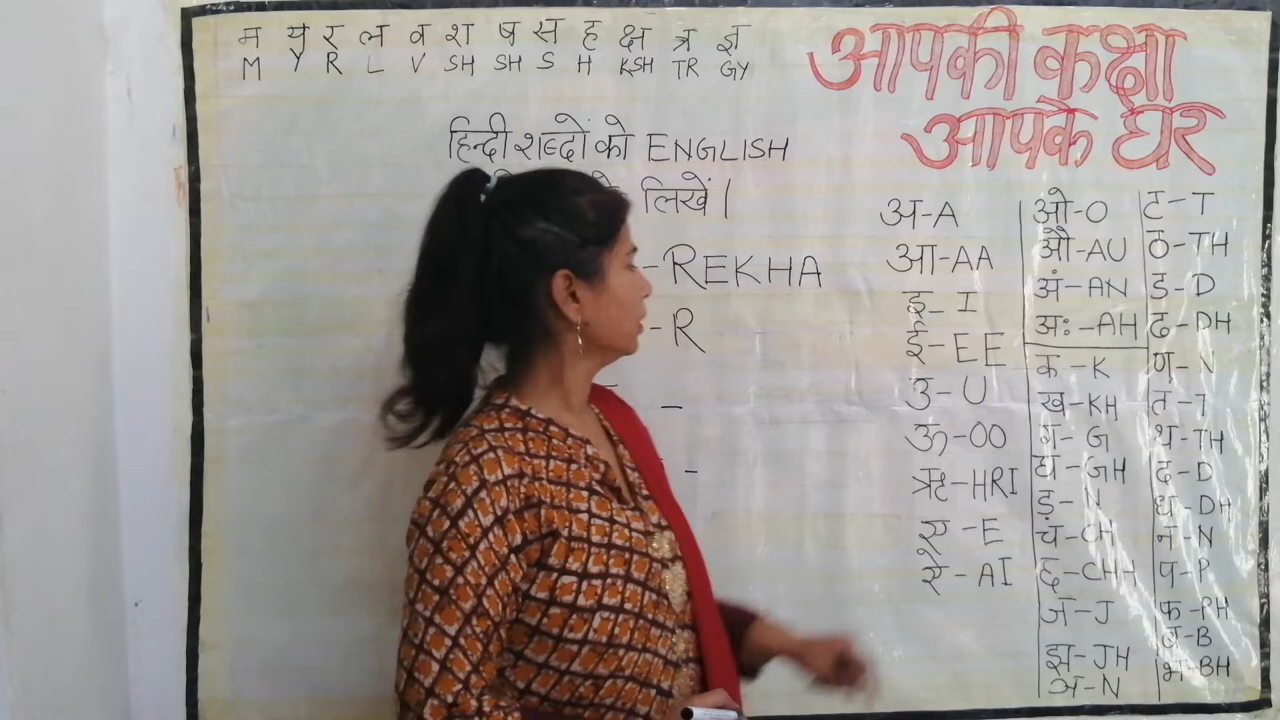 म य र ल व श ष स ह क्ष त्र ज्ञ
M Y R L V SH SH S H KSH TR GY
आपकी कक्षा
आपके घर
हिन्दी शब्दों को ENGLISH
लिखें।
-REKHA
-R
-
-
अ-A
आ-AA
इ-I
ई-EE
उ-U
ऊ-OO
ऋ-HRI
ए-E
ऐ-AI
ओ-O
औ-AU
अं-AN
अः-AH
क-K
ख-KH
ग-G
घ-GH
ड़-N
च-CH
छ-CHH
ज-J
झ-JH
ञ-N
ट-T
ठ-TH
ड-D
ढ-DH
ण-N
त-T
थ-TH
द-D
ध-DH
न-N
प-P
फ-PH
ब-B
भ-BH